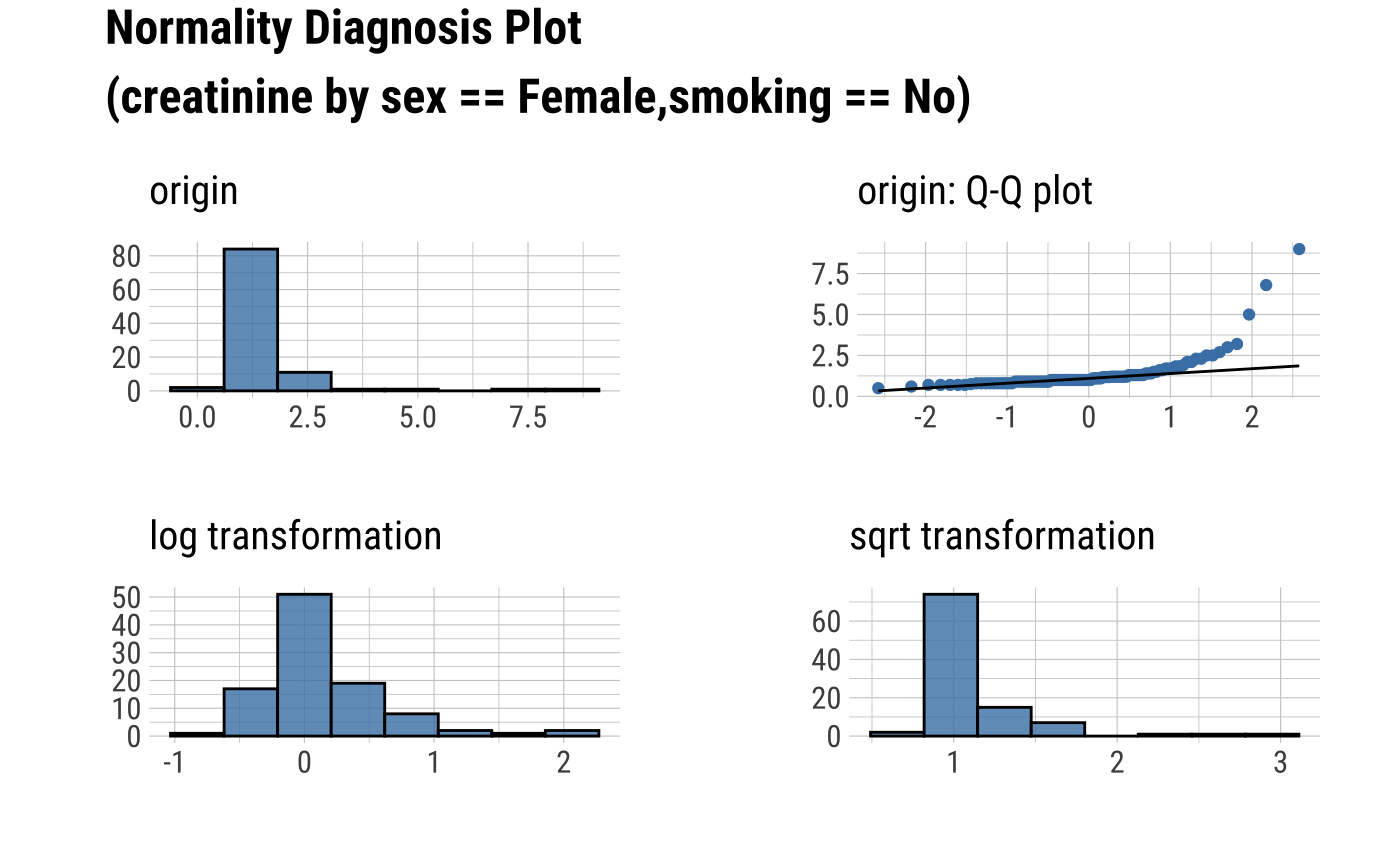 Normality Diagnosis Plot
(creatinine by sex == Female,smoking == No)
origin
80
60
40
20
0
0.0 2.5 5.0 7.5
origin: Q-Q plot
7.5
5.0
2.5
0.0
-2 -1 0 1 2
log transformation
50
40
30
20
10
0
-1 0 1 2
sqrt transformation
60
40
20
0
1 2 3